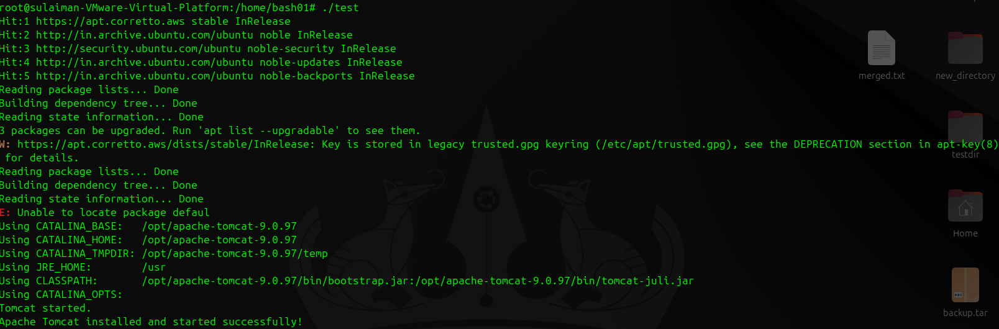 root@sulaiman-VMware-Virtual-Platform:/home/bash01# ./test
Hit:1 https://apt.corretto.aws stable InRelease
Hit:2 http://in.archive.ubuntu.com/ubuntu noble InRelease
Hit:3 http://security.ubuntu.com/ubuntu noble-security InRelease
Hit:4 http://in.archive.ubuntu.com/ubuntu noble-updates InRelease
Hit:5 http://in.archive.ubuntu.com/ubuntu noble-backports InRelease
Reading package lists... Done
Building dependency tree... Done
Reading state information... Done
3 packages can be upgraded. Run 'apt list --upgradable' to see them.
W: https://apt.corretto.aws/dists/stable/InRelease: Key is stored in legacy trusted.gpg keyring (/etc/apt/trusted.gpg), see the DEPRECATION section in apt-key(8)
for details.
Reading package lists... Done
Building dependency tree... Done
Reading state information... Done
E: Unable to locate package defaul
Using CATALINA_BASE:   /opt/apache-tomcat-9.0.97
Using CATALINA_HOME:   /opt/apache-tomcat-9.0.97
Using CATALINA_TMPDIR: /opt/apache-tomcat-9.0.97/temp
Using JRE_HOME:        /usr
Using CLASSPATH:       /opt/apache-tomcat-9.0.97/bin/bootstrap.jar:/opt/apache-tomcat-9.0.97/bin/tomcat-juli.jar
Using CATALINA_OPTS:
Tomcat started.
Apache Tomcat installed and started successfully!
merged.txt
new_directory
testdir
Home
backup.tar